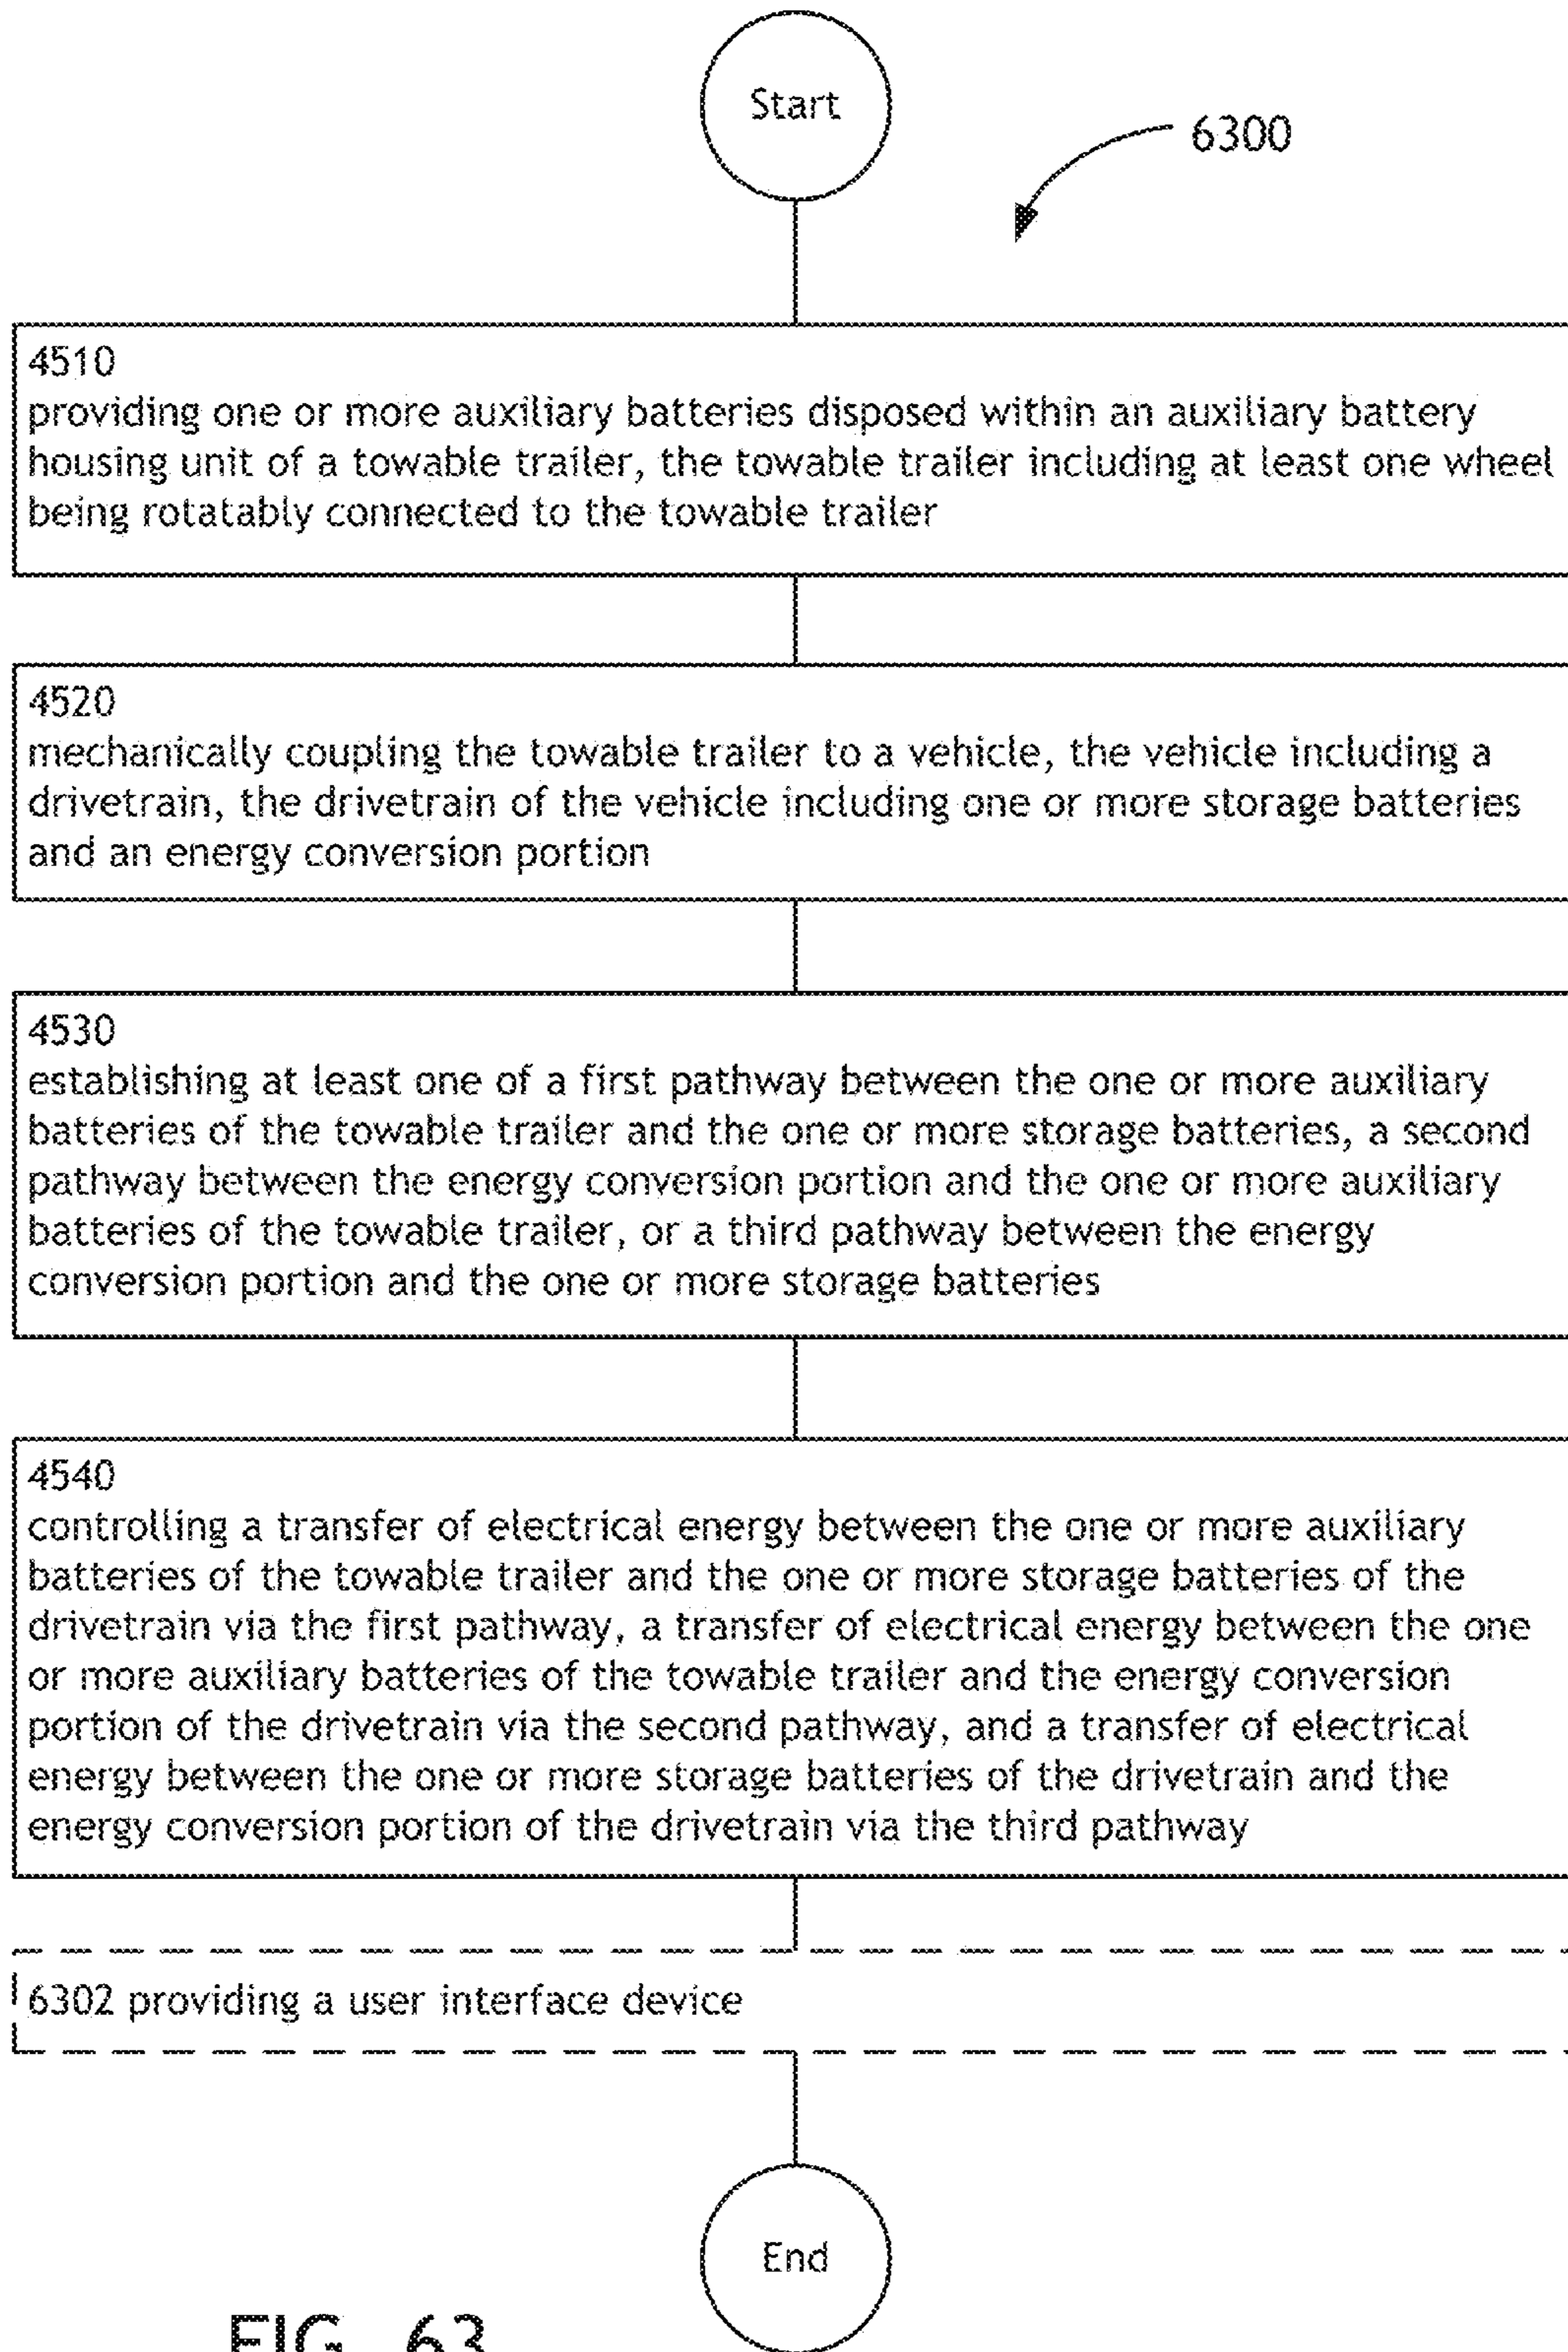 Start
6300
4510
providing one or more auxiliary batteries disposed within an auxiliary battery
housing unit of a towable trailer, the towable trailer including at least one wheel
being rotatably connected to the towable trailer
4520
mechanically coupling the towable trailer to a vehicle, the vehicle including a
drivetrain, the drivetrain of the vehicle including one or more storage batteries
and an energy conversion portion
4530
establishing at least one of a first pathway between the one or more auxiliary
batteries of the towable trailer and the one or more storage batteries, a second
pathway between the energy conversion portion and the one or more auxiliary
batteries of the towable trailer, or a third pathway between the energy
conversion portion and the one or more storage batteries
4540
controlling a transfer of electrical energy between the one or more auxiliary
batteries of the towable trailer and the one or more storage batteries of the
drivetrain via the first pathway, a transfer of electrical energy between the one
or more auxiliary batteries of the towable trailer and the energy conversion
portion of the drivetrain via the second pathway, and a transfer of electrical
energy between the one or more storage batteries of the drivetrain and the
energy conversion portion of the drivetrain via the third pathway
6302 providing a user interface device
End
FIG. 63